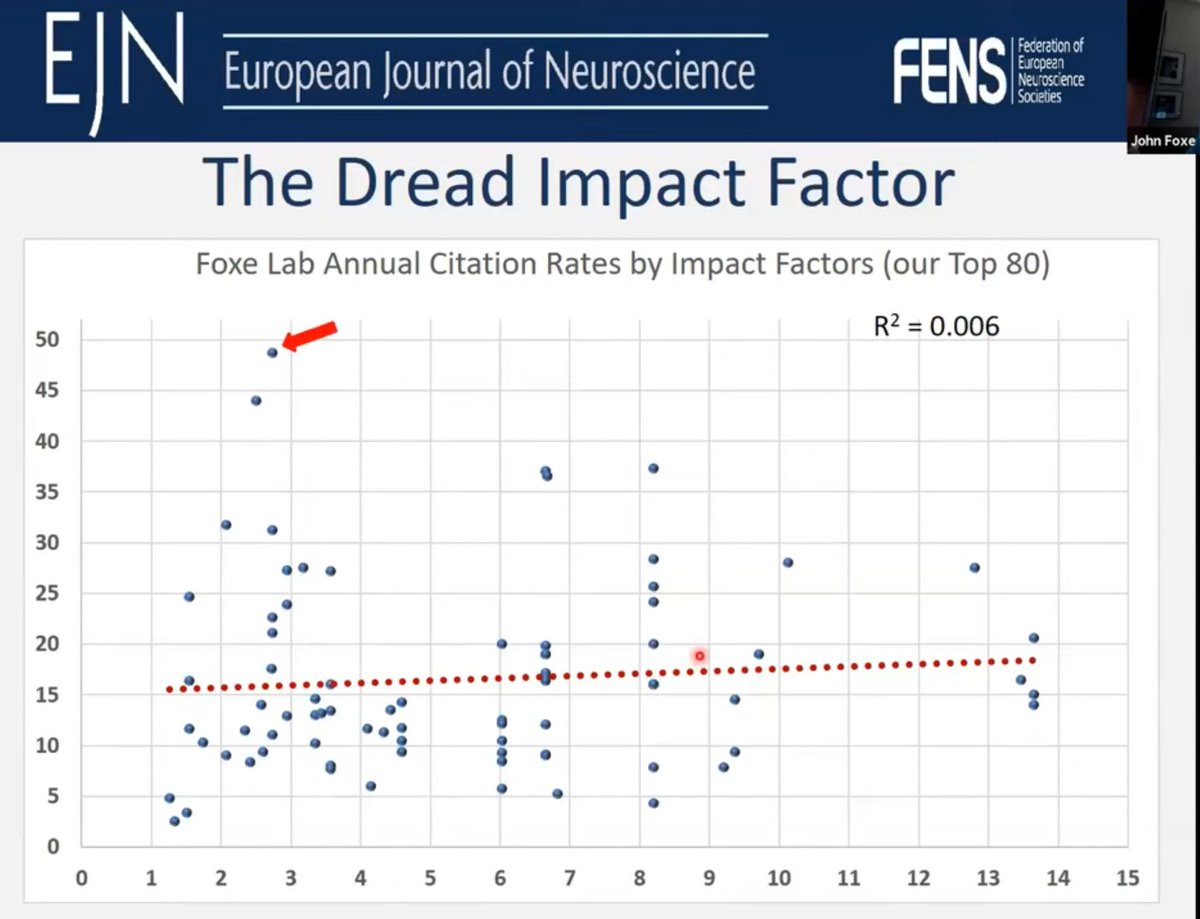 EJN
European Journal of Neuroscience
FENS
Federation of
European
Neuroscience
Societies
John Foxe
The Dread Impact Factor
Foxe Lab Annual Citation Rates by Impact Factors (our Top 80)
R² = 0.006
50
45
40
35
30
25
20
15
10
5
0
0 1 2 3 4 5 6 7 8 9 10 11 12 13 14 15